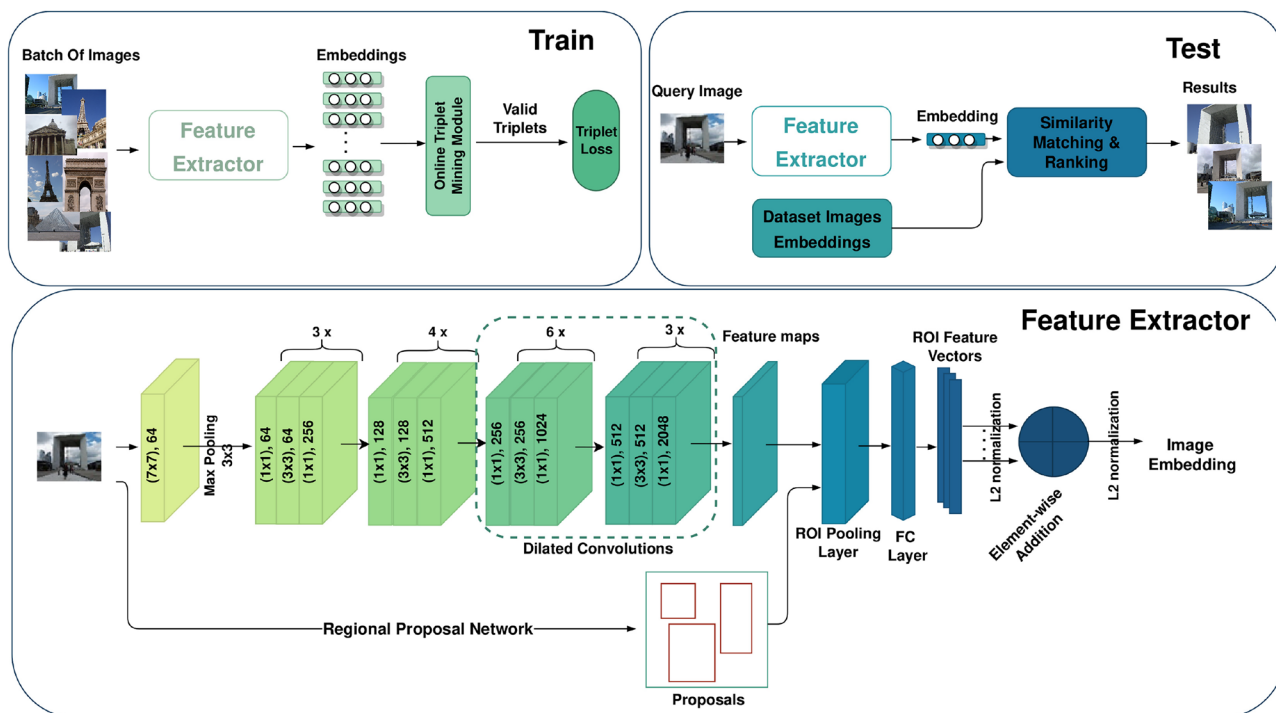 Train
Batch Of Images
Embeddings
Feature
Extractor
Online Triplet
Mining Module
Valid
Triplets
Triplet
Loss
Test
Query Image
Feature
Extractor
Embedding
Similarity
Matching &
Ranking
Results
Dataset Images
Embeddings
Feature Extractor
3 x
4 x
6 x
3 x
Feature maps
ROI Feature
Vectors
(7x7), 64
Max Pooling
3x3
(1x1), 64
(3x3), 64
(1x1), 256
(1x1), 128
(3x3), 128
(1x1), 512
(1x1), 256
(3x3), 256
(1x1), 1024
(1x1), 512
(3x3), 512
(1x1), 2048
L2 normalization
L2 normalization
Image
Embedding
Element-wise
Addition
Dilated Convolutions
ROI Pooling
Layer
FC
Layer
Regional Proposal Network
Proposals